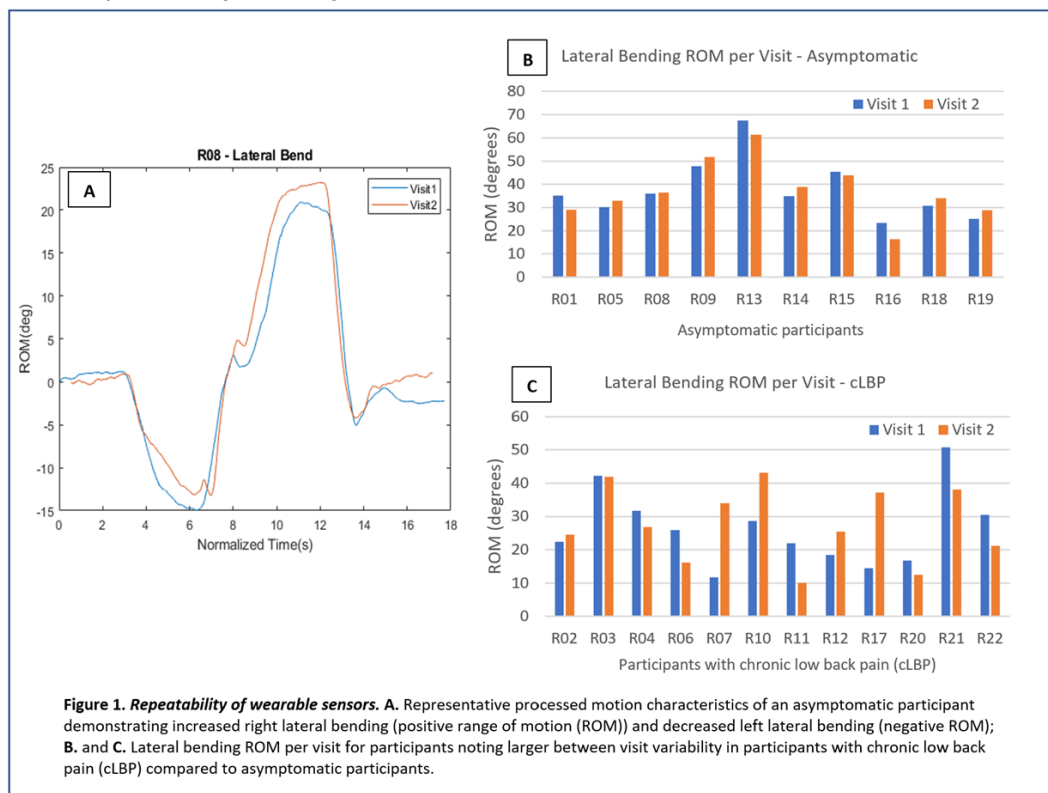 A
R08 - Lateral Bend
Visit1
Visit2
ROM(deg)
25
20
15
10
5
0
-5
-10
-15
0 2 4 6 8 10 12 14 16 18
Normalized Time(s)
B
Lateral Bending ROM per Visit - Asymptomatic
Visit 1 Visit 2
ROM (degrees)
80
70
60
50
40
30
20
10
0
R01 R05 R08 R09 R13 R14 R15 R16 R18 R19
Asymptomatic participants
C
Lateral Bending ROM per Visit - cLBP
Visit 1 Visit 2
ROM (degrees)
60
50
40
30
20
10
0
R02 R03 R04 R06 R07 R10 R11 R12 R17 R20 R21 R22
Participants with chronic low back pain (cLBP)
Figure 1. Repeatability of wearable sensors. A. Representative processed motion characteristics of an asymptomatic participant
demonstrating increased right lateral bending (positive range of motion (ROM)) and decreased left lateral bending (negative ROM);
B. and C. Lateral bending ROM per visit for participants noting larger between visit variability in participants with chronic low back
pain (cLBP) compared to asymptomatic participants.